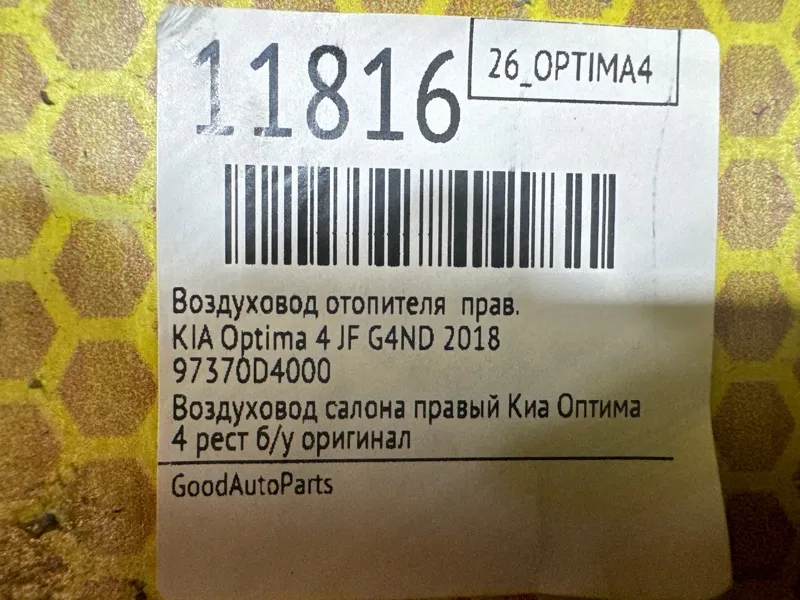 11816
26_OPTIMA4
Воздуховод отопителя прав.
KIA Optima 4 JF G4ND 2018
97370D4000
Воздуховод салона правый Киа Оптима
4 рест б/у оригинал
GoodAutoParts